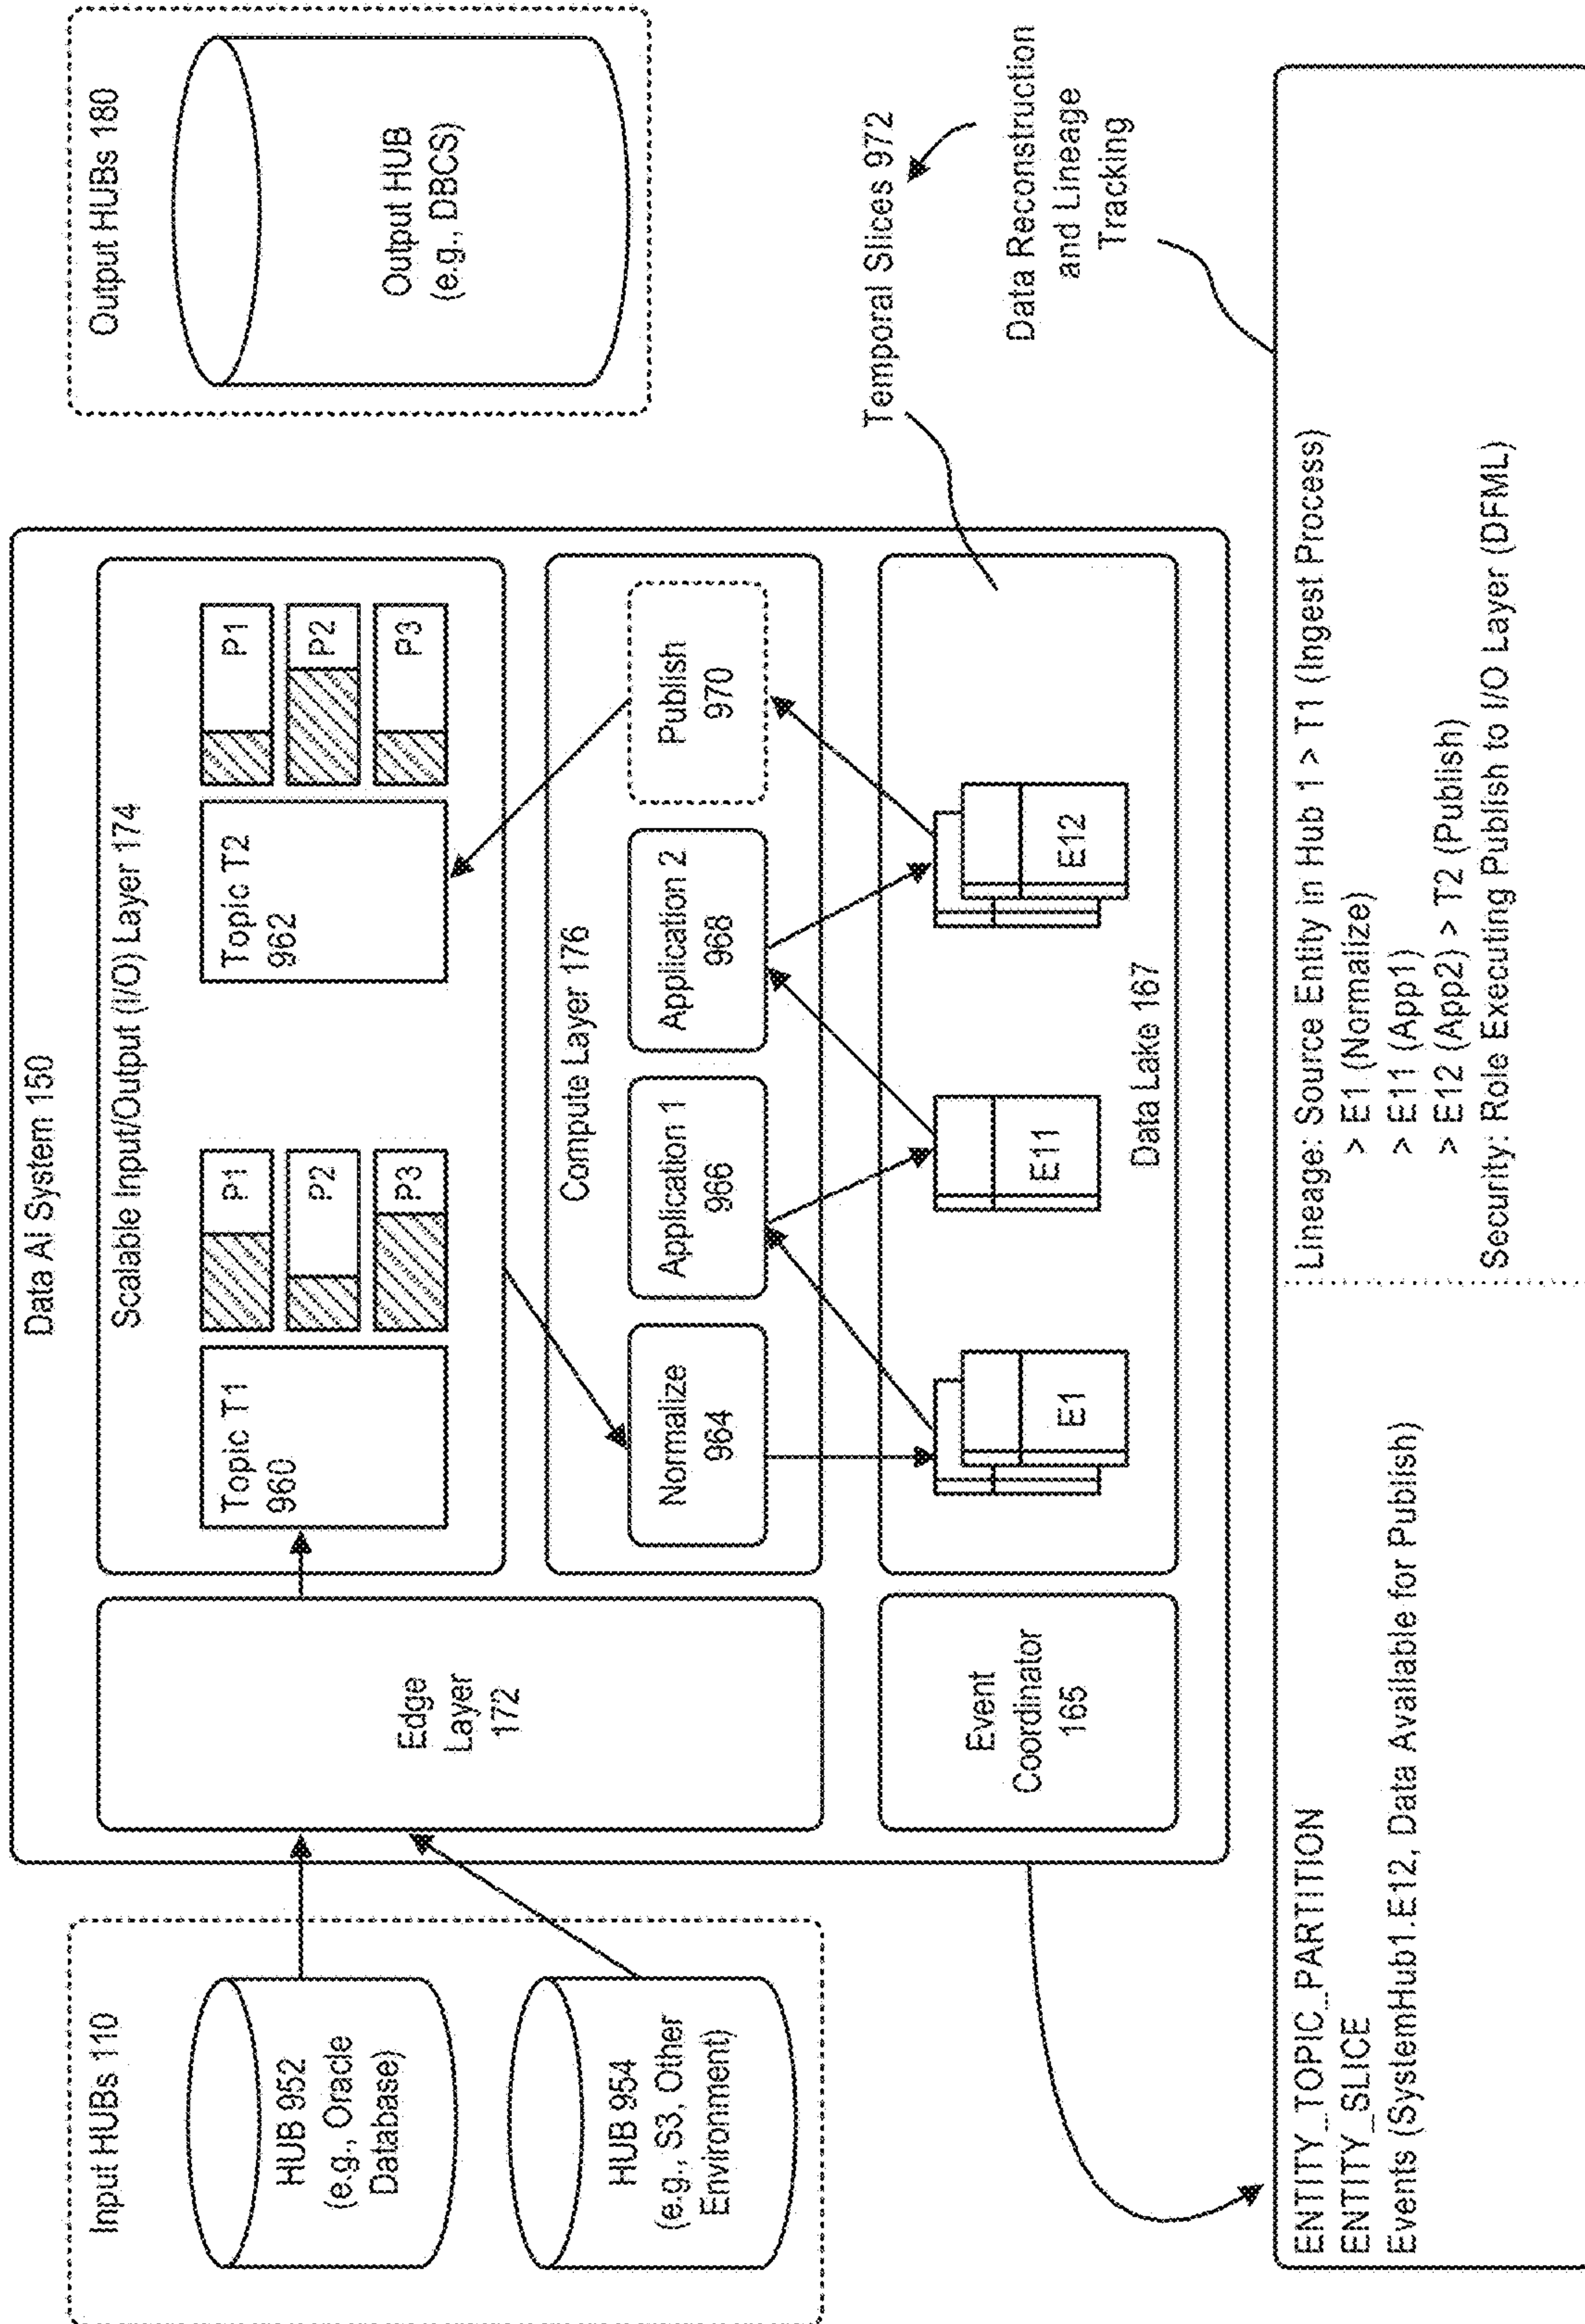 Input HUBs 110
HUB 952
(e.g., Oracle
Database)
HUB 954
(e.g., S3, Other
Environment)
Data AI System 150
Edge
Layer
172
Event
Coordinator
165
Scalable Input/Output (I/O) Layer 174
Topic T1
960
P1
P2
P3
Topic T2
962
P1
P2
P3
Compute Layer 176
Normalize
964
Application 1
966
Application 2
968
Publish
970
E1
E11
E12
Data Lake 167
Output HUBs 180
Output HUB
(e.g., DBCS)
Temporal Slices 972
Data Reconstruction
and Lineage
Tracking
ENTITY_TOPIC_PARTITION
ENTITY_SLICE
Events (SystemHub1.E12, Data Available for Publish)
Lineage: Source Entity in Hub 1 > T1 (Ingest Process)
> E1 (Normalize)
> E11 (App1)
> E12 (App2) > T2 (Publish)
Security: Role Executing Publish to I/O Layer (DFML)